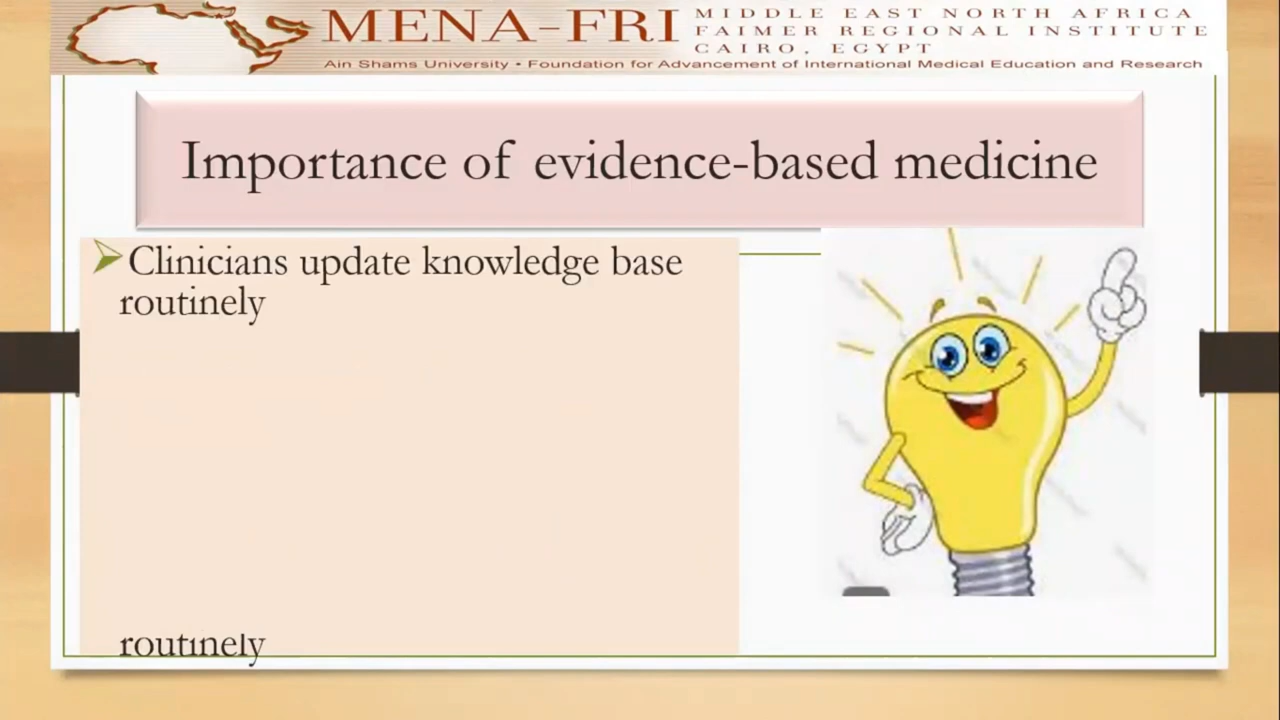 MENA-FRI
MIDDLE EAST NORTH AFRICA
FAIMER REGIONAL INSTITUTE
CAIRO, EGYPT
Ain Shams University • Foundation for Advancement of International Medical Education and Research
Importance of evidence-based medicine
Clinicians update knowledge base
routinely
routinely